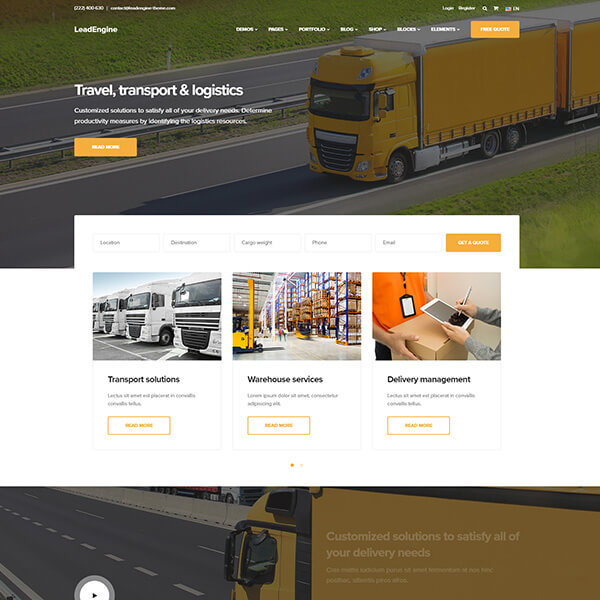 (222) 400-630 | contact@leadengine-theme.com Login Register EN
LeadEngine DEMOS PAGES PORTFOLIO BLOG SHOP BLOCKS ELEMENTS FREE QUOTE
Travel, transport & logistics
Customized solutions to satisfy all of your delivery needs. Determine
productivity measures by identifying the logistics resources.
READ MORE
Location Destination Cargo weight Phone Email GET A QUOTE
Transport solutions
Lectus sit amet est placerat in convallis
convallis tellus.
READ MORE
Warehouse services
Lorem ipsum dolor sit amet, consectetur
adipiscing elit.
READ MORE
Delivery management
Lectus sit amet est placerat in convallis
convallis tellus.
READ MORE
Customized solutions to satisfy all of
your delivery needs
Cras mattis iudicium purus sit amet fermentum at non hinc
posthac, sitientis piros afros.